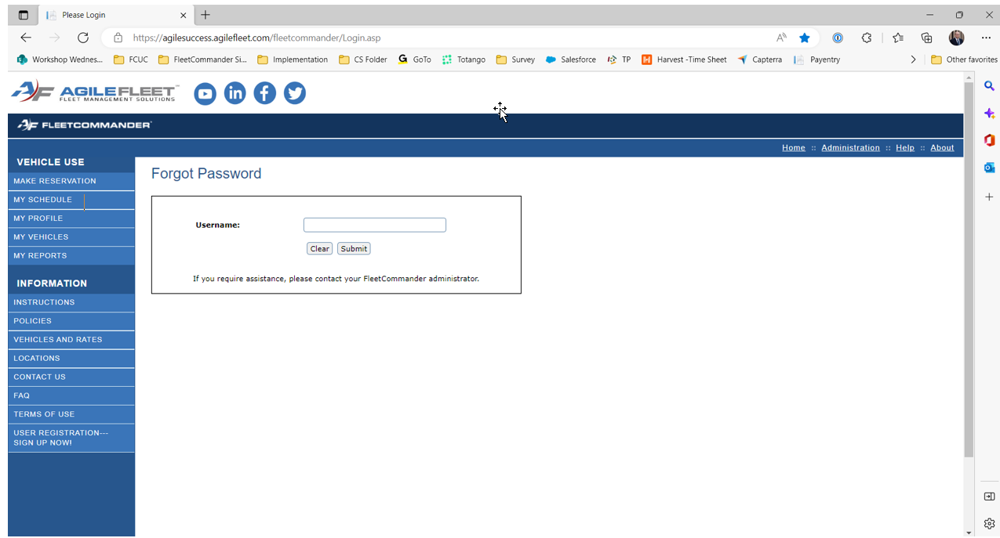 Please Login
https://agilesuccess.agilefleet.com/fleetcommander/Login.asp
Workshop Wednes... FCUC FleetCommander Si... Implementation CS Folder GoTo Totango Survey Salesforce TP Harvest -Time Sheet Capterra Payentry Other favorites
AF AGILEFLEET™
FLEET MANAGEMENT SOLUTIONS
AF FLEETCOMMANDER
Home :: Administration :: Help :: About
VEHICLE USE
MAKE RESERVATION
MY SCHEDULE
MY PROFILE
MY VEHICLES
MY REPORTS
INFORMATION
INSTRUCTIONS
POLICIES
VEHICLES AND RATES
LOCATIONS
CONTACT US
FAQ
TERMS OF USE
USER REGISTRATION---
SIGN UP NOW!
Forgot Password
Username:
Clear Submit
If you require assistance, please contact your FleetCommander administrator.